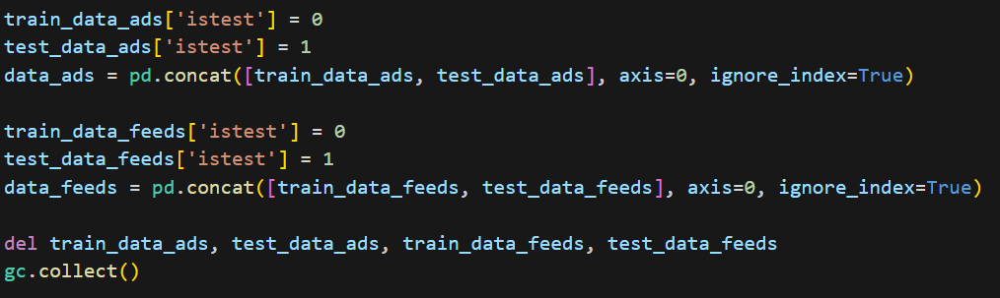 train_data_ads['istest'] = 0
test_data_ads['istest'] = 1
data_ads = pd.concat([train_data_ads, test_data_ads], axis=0, ignore_index=True)
train_data_feeds['istest'] = 0
test_data_feeds['istest'] = 1
data_feeds = pd.concat([train_data_feeds, test_data_feeds], axis=0, ignore_index=True)
del train_data_ads, test_data_ads, train_data_feeds, test_data_feeds
gc.collect()